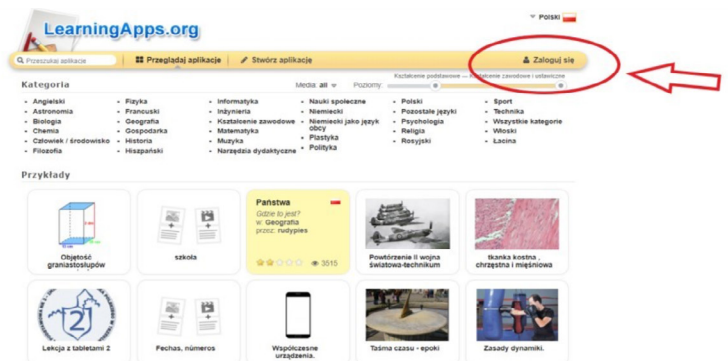 Polski
LearningApps.org
Przeszukaj aplikacje
Przeglądaj aplikacje
Stwórz aplikację
Zaloguj się
Kategoria
Media: all
Poziomy:
Kształcenie podstawowe — Kształcenie zawodowe i ustawiczne
Angielski
Astronomia
Biologia
Chemia
Człowiek / środowisko
Filozofia
Fizyka
Francuski
Geografia
Gospodarka
Historia
Hiszpański
Informatyka
Inżynieria
Kształcenie zawodowe
Matematyka
Muzyka
Narzędzia dydaktyczne
Nauki społeczne
Niemiecki
Niemiecki jako język
obcy
Plastyka
Polityka
Polski
Pozostałe języki
Psychologia
Religia
Rosyjski
Sport
Technika
Wszystkie kategorie
Włoski
Łacina
Przykłady
Objętość
graniastosłupów
szkoła
Państwa
Gdzie to jest?
w: Geografia
przez: rudypies
3515
Powtórzenie II wojna
światowa-technikum
tkanka kostna ,
chrzęstna i mięśniowa
2
Lekcja z tabletami 2
Fechas, números
Współczesne
urządzenia.
Taśma czasu - epoki
Zasady dynamiki.